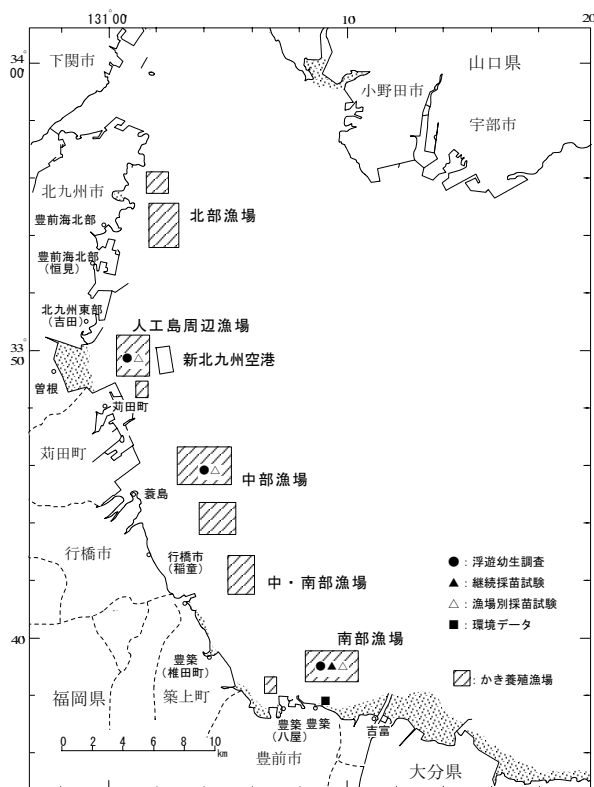 131°00′
10
20
34°
00′
下関市
山口県
小野田市
宇部市
北九州市
豊前海北部
北部漁場
豊前海北部
（恒見）
北九州東部
（吉田）
人工島周辺漁場
33°
50
新北九州空港
曽根
苅田町
苅田町
中部漁場
蓑島
行橋市
行橋市
（稲童）
中・南部漁場
●：浮遊幼生調査
▲：継続採苗試験
△：漁場別採苗試験
■：環境データ
40
南部漁場
かき養殖漁場
豊築
（椎田町）
福岡県
築上町
豊築
（八屋）
豊築
吉富
0 2 4 6 8 10
km
豊前市
大分県